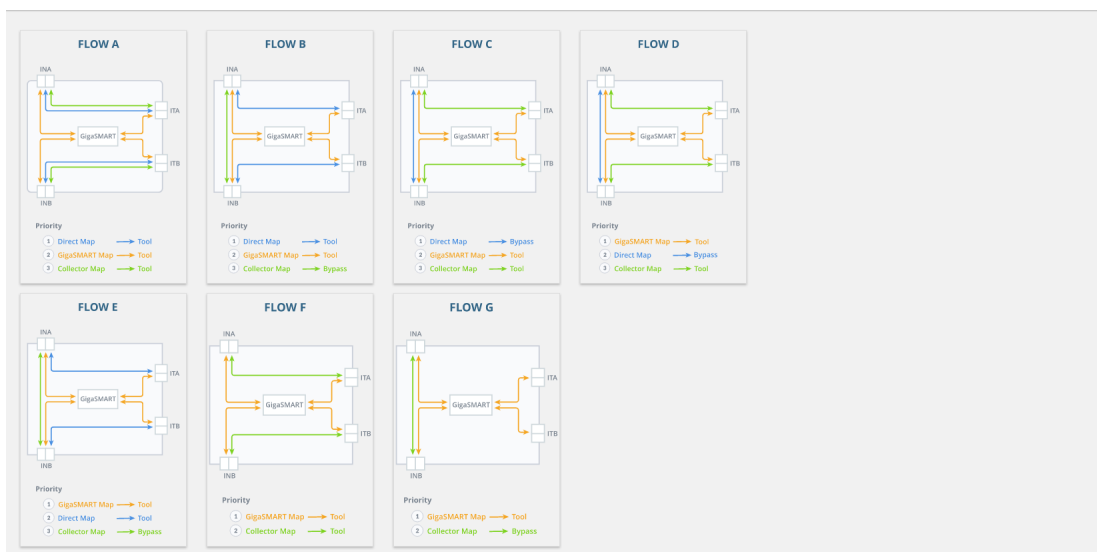 FLOW A
INA
ITA
GigaSMART
ITB
INB
Priority
1 Direct Map Tool
2 GigaSMART Map Tool
3 Collector Map Tool
FLOW B
INA
ITA
GigaSMART
ITB
INB
Priority
1 Direct Map Tool
2 GigaSMART Map Tool
3 Collector Map Bypass
FLOW C
INA
ITA
GigaSMART
ITB
INB
Priority
1 Direct Map Bypass
2 GigaSMART Map Tool
3 Collector Map Tool
FLOW D
INA
ITA
GigaSMART
ITB
INB
Priority
1 GigaSMART Map Tool
2 Direct Map Bypass
3 Collector Map Tool
FLOW E
INA
ITA
GigaSMART
ITB
INB
Priority
1 GigaSMART Map Tool
2 Direct Map Tool
3 Collector Map Bypass
FLOW F
INA
ITA
GigaSMART
ITB
INB
Priority
1 GigaSMART Map Tool
2 Collector Map Tool
FLOW G
INA
ITA
GigaSMART
ITB
INB
Priority
1 GigaSMART Map Tool
2 Collector Map Bypass